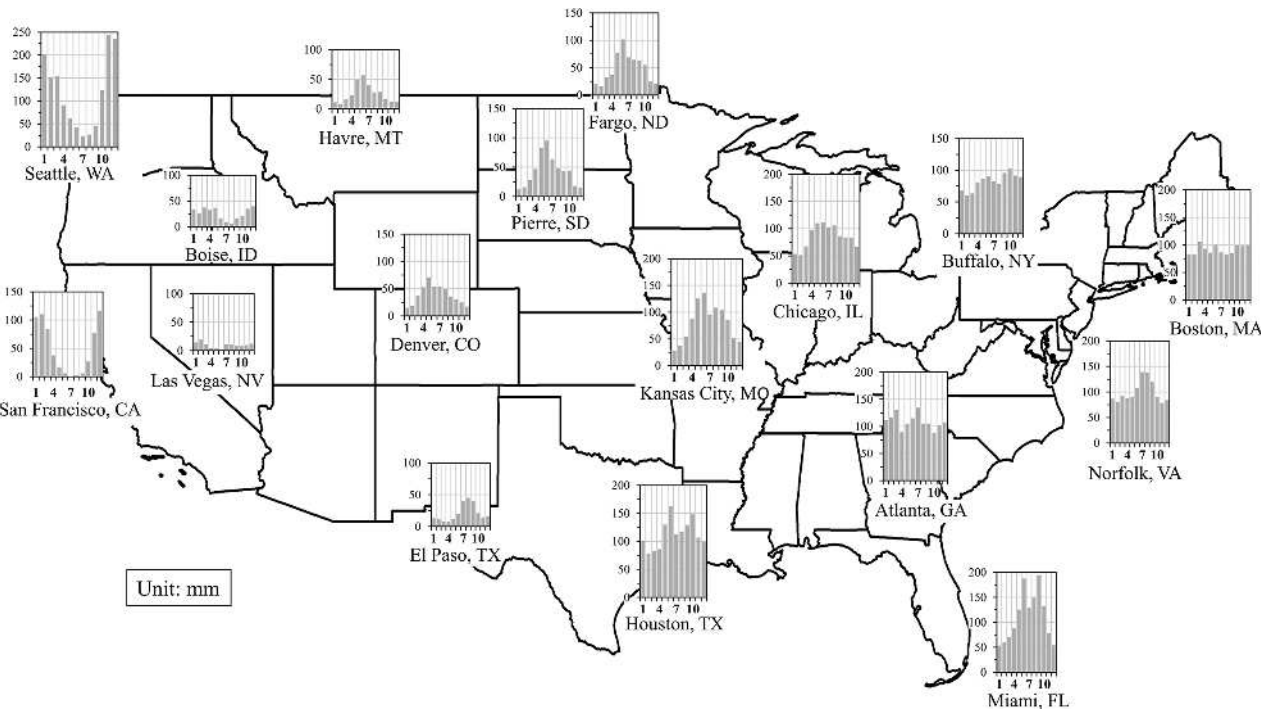 250
200
150
100
50
0
1 4 7 10
Seattle, WA
100
50
0
1 4 7 10
Havre, MT
150
100
50
0
1 4 7 10
Fargo, ND
150
100
50
0
1 4 7 10
Pierre, SD
100
50
0
1 4 7 10
Boise, ID
150
100
50
0
1 4 7 10
Denver, CO
200
150
100
50
0
1 4 7 10
Chicago, IL
150
100
50
0
1 4 7 10
Buffalo, NY
200
150
100
50
0
1 4 7 10
Boston, MA
150
100
50
0
1 4 7 10
San Francisco, CA
100
50
0
1 4 7 10
Las Vegas, NV
200
150
100
50
0
1 4 7 10
Kansas City, MO
200
150
100
50
0
1 4 7 10
Norfolk, VA
200
150
100
50
0
1 4 7 10
Atlanta, GA
100
50
0
1 4 7 10
El Paso, TX
200
150
100
50
0
1 4 7 10
Houston, TX
200
150
100
50
0
1 4 7 10
Miami, FL
Unit: mm